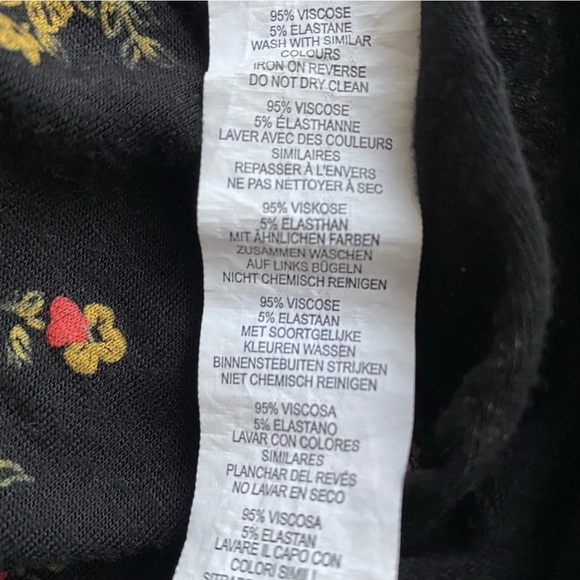 95% VISCOSE
5% ELASTANE
WASH WITH SIMILAR
COLOURS
IRON ON REVERSE
DO NOT DRY CLEAN
95% VISCOSE
5% ÉLASTHANNE
LAVER AVEC DES COULEURS
SIMILAIRES
REPASSER À L'ENVERS
NE PAS NETTOYER À SEC
95% VISKOSE
5% ELASTHAN
MIT ÄHNLICHEN FARBEN
ZUSAMMEN WASCHEN
AUF LINKS BÜGELN
NICHT CHEMISCH REINIGEN
95% VISCOSE
5% ELASTAAN
MET SOORTGELIJKE
KLEUREN WASSEN
BINNENSTEBUITEN STRIJKEN
NIET CHEMISCH REINIGEN
95% VISCOSA
5% ELASTANO
LAVAR CON COLORES
SIMILARES
PLANCHAR DEL REVÉS
NO LAVAR EN SECO
95% VISCOSA
5% ELASTAN
LAVARE IL CAPO CON
COLORI